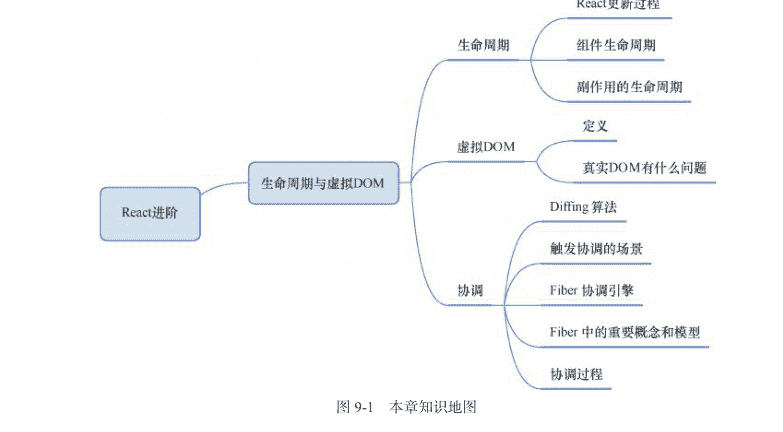 React更新过程
生命周期
组件生命周期
副作用的生命周期
定义
虚拟DOM
真实DOM有什么问题
生命周期与虚拟DOM
React进阶
Diffing 算法
触发协调的场景
协调
Fiber 协调引擎
Fiber 中的重要概念和模型
协调过程
图 9-1 本章知识地图